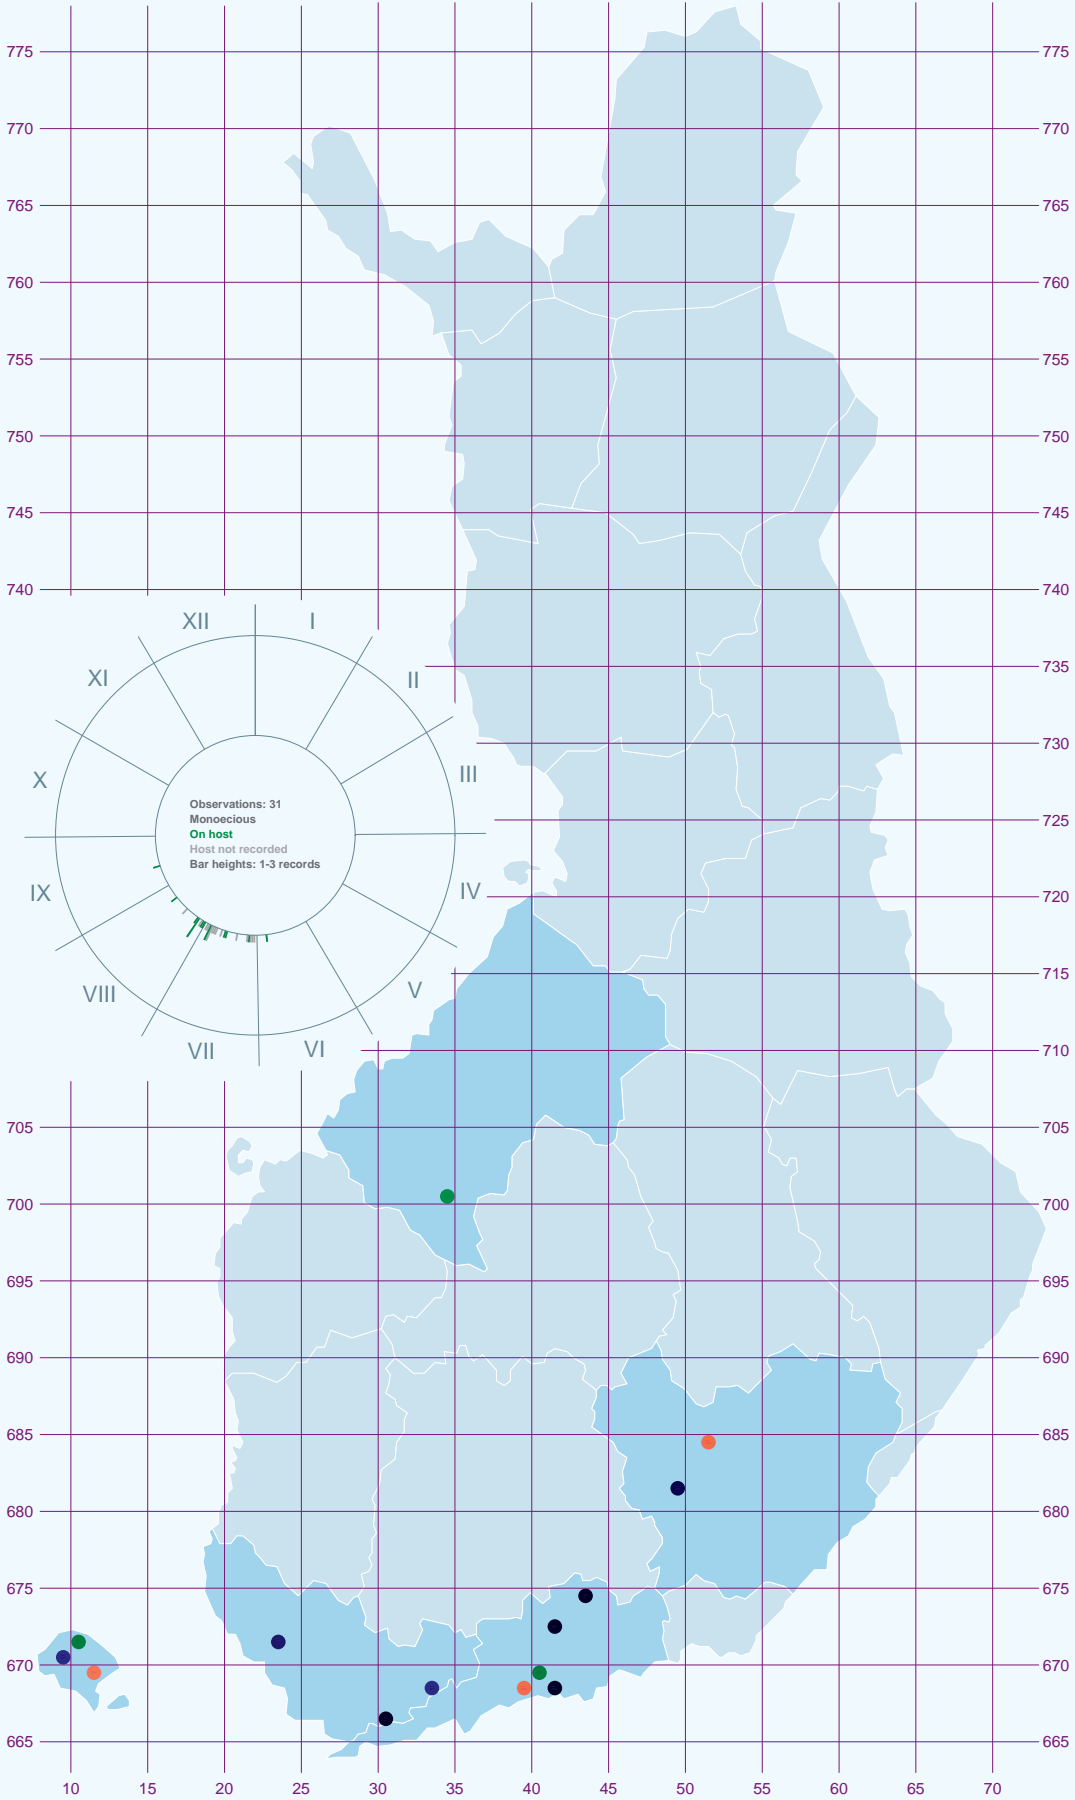 775 775
770 770
765 765
760 760
755 755
750 750
745 745
740 740
XII I
XI II
735
730
X III
Observations: 31
Monoecious
On host
Host not recorded
Bar heights: 1-3 records
725
IX IV
720
715
VIII V
VII VI
710
705 705
700 700
695 695
690 690
685 685
680 680
675 675
670 670
665 665
10 15 20 25 30 35 40 45 50 55 60 65 70